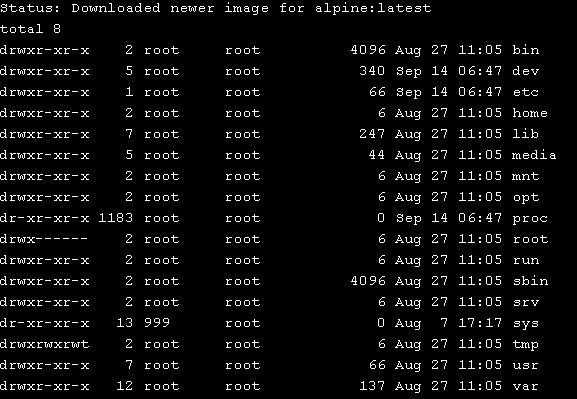 Status: Downloaded newer image for alpine:latest
total 8
drwxr-xr-x    2 root     root          4096 Aug 27 11:05 bin
drwxr-xr-x    5 root     root           340 Sep 14 06:47 dev
drwxr-xr-x    1 root     root            66 Sep 14 06:47 etc
drwxr-xr-x    2 root     root             6 Aug 27 11:05 home
drwxr-xr-x    7 root     root           247 Aug 27 11:05 lib
drwxr-xr-x    5 root     root            44 Aug 27 11:05 media
drwxr-xr-x    2 root     root             6 Aug 27 11:05 mnt
drwxr-xr-x    2 root     root             6 Aug 27 11:05 opt
dr-xr-xr-x 1183 root     root             0 Sep 14 06:47 proc
drwx------    2 root     root             6 Aug 27 11:05 root
drwxr-xr-x    2 root     root             6 Aug 27 11:05 run
drwxr-xr-x    2 root     root          4096 Aug 27 11:05 sbin
drwxr-xr-x    2 root     root             6 Aug 27 11:05 srv
dr-xr-xr-x   13 999      root             0 Aug  7 17:17 sys
drwxrwxrwt    2 root     root             6 Aug 27 11:05 tmp
drwxr-xr-x    7 root     root            66 Aug 27 11:05 usr
drwxr-xr-x   12 root     root           137 Aug 27 11:05 var